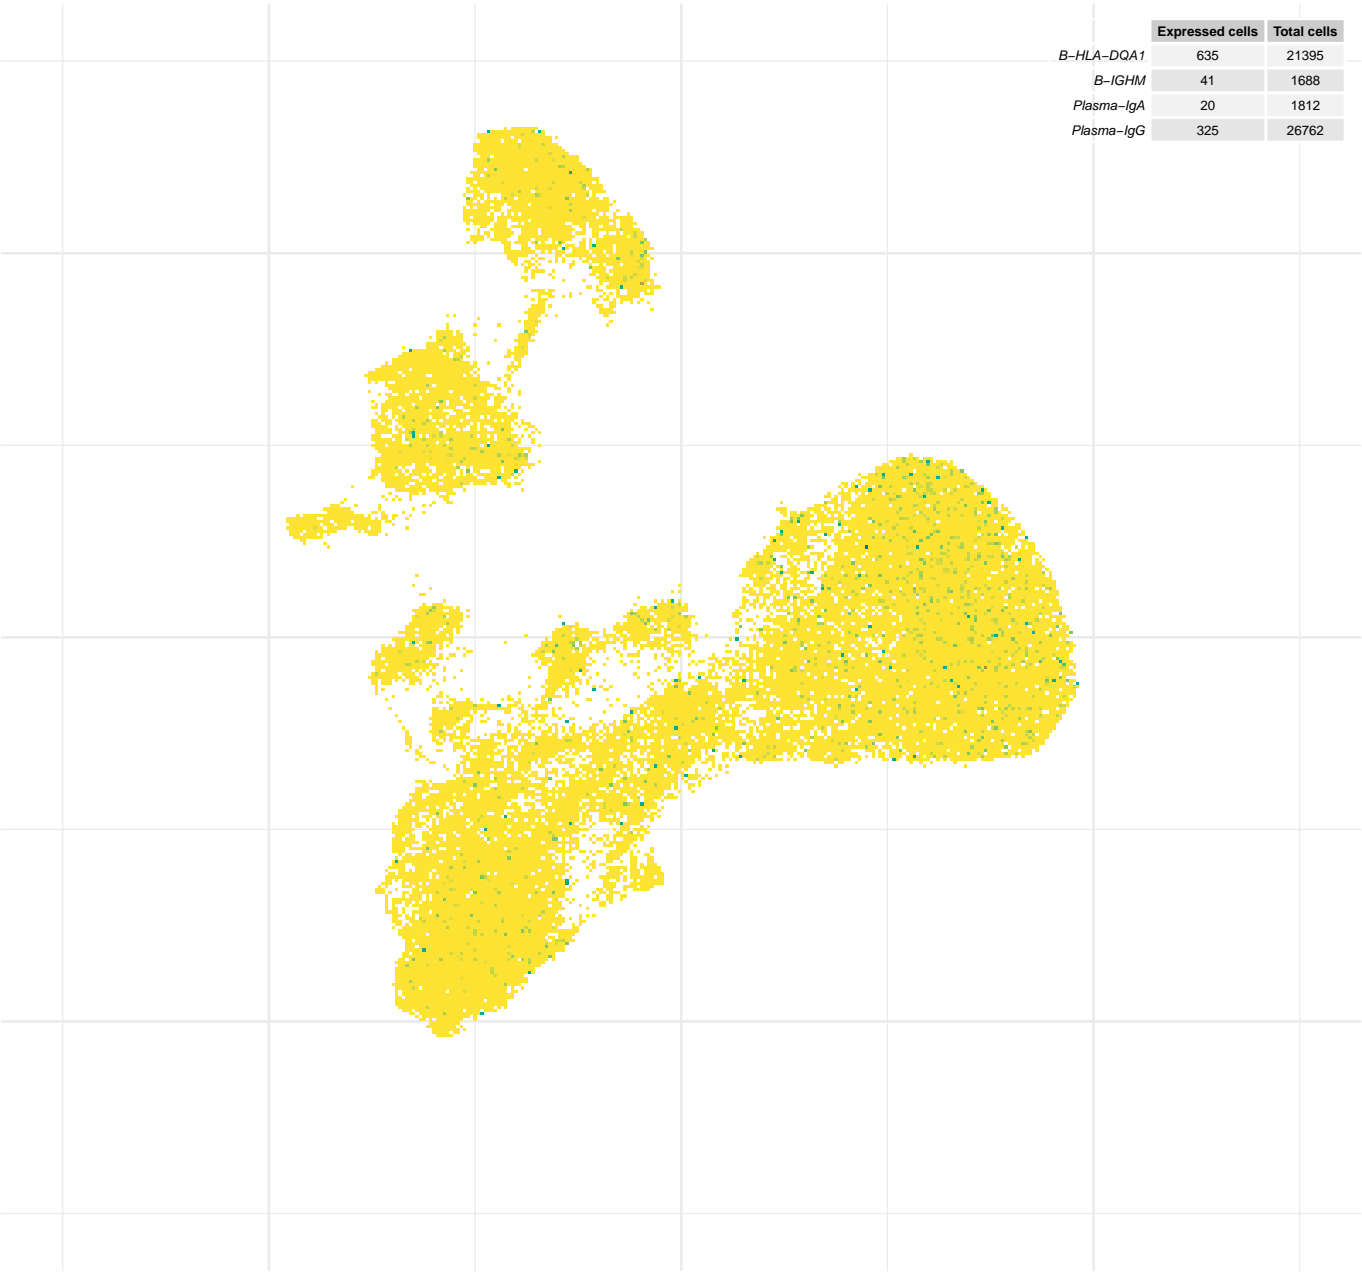 Expressed cells Total cells
B−HLA−DQA1 635 21395
B−IGHM 41 1688
Plasma−IgA 20 1812
Plasma−IgG 325 26762